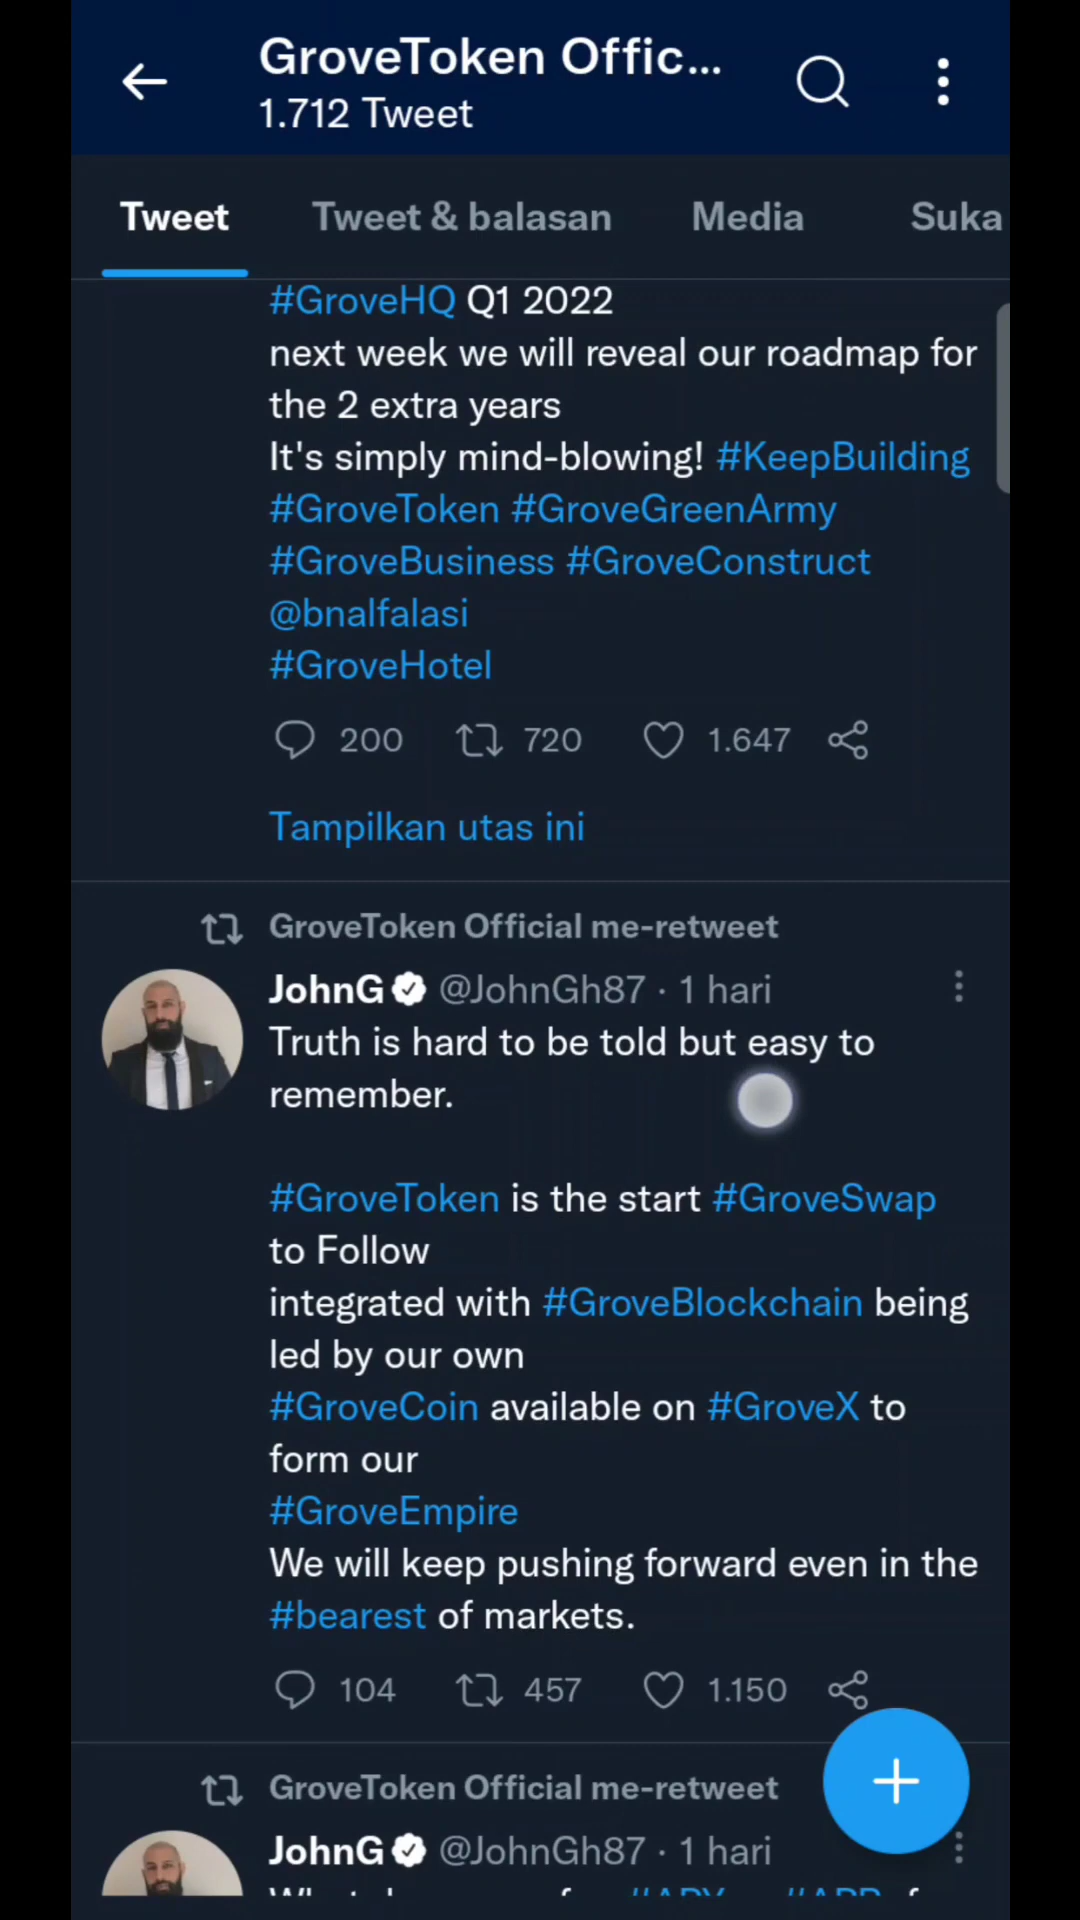 GroveToken Offic...
1.712 Tweet
Tweet Tweet & balasan Media Suka
#GroveHQ Q1 2022
next week we will reveal our roadmap for
the 2 extra years
It's simply mind-blowing! #KeepBuilding
#GroveToken #GroveGreenArmy
#GroveBusiness #GroveConstruct
@bnalfalasi
#GroveHotel
200 720 1.647
Tampilkan utas ini
GroveToken Official me-retweet
JohnG @JohnGh87 · 1 hari
Truth is hard to be told but easy to
remember.
#GroveToken is the start #GroveSwap
to Follow
integrated with #GroveBlockchain being
led by our own
#GroveCoin available on #GroveX to
form our
#GroveEmpire
We will keep pushing forward even in the
#bearest of markets.
104 457 1.150
GroveToken Official me-retweet
JohnG @JohnGh87 · 1 hari